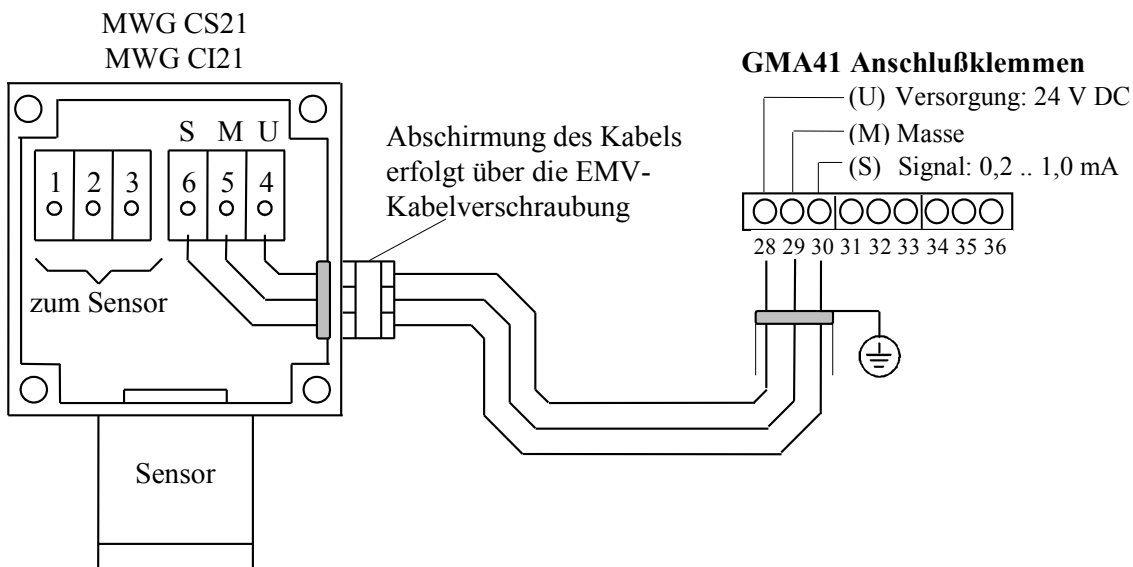 MWG CS21
MWG CI21
GMA41 Anschlußklemmen
(U) Versorgung: 24 V DC
(M) Masse
(S) Signal: 0,2 .. 1,0 mA
S M U
Abschirmung des Kabels
erfolgt über die EMV-
Kabelverschraubung
1 2 3 6 5 4
28 29 30 31 32 33 34 35 36
zum Sensor
Sensor